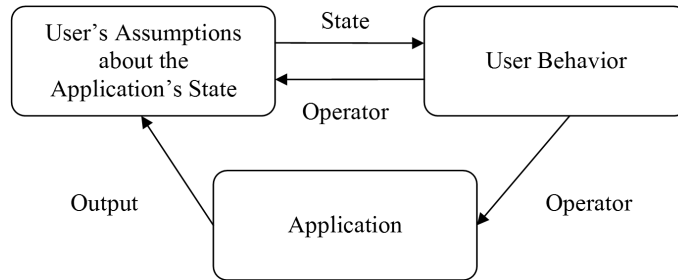 User’s Assumptions
about the
Application’s State
State
User Behavior
Operator
Output
Application
Operator